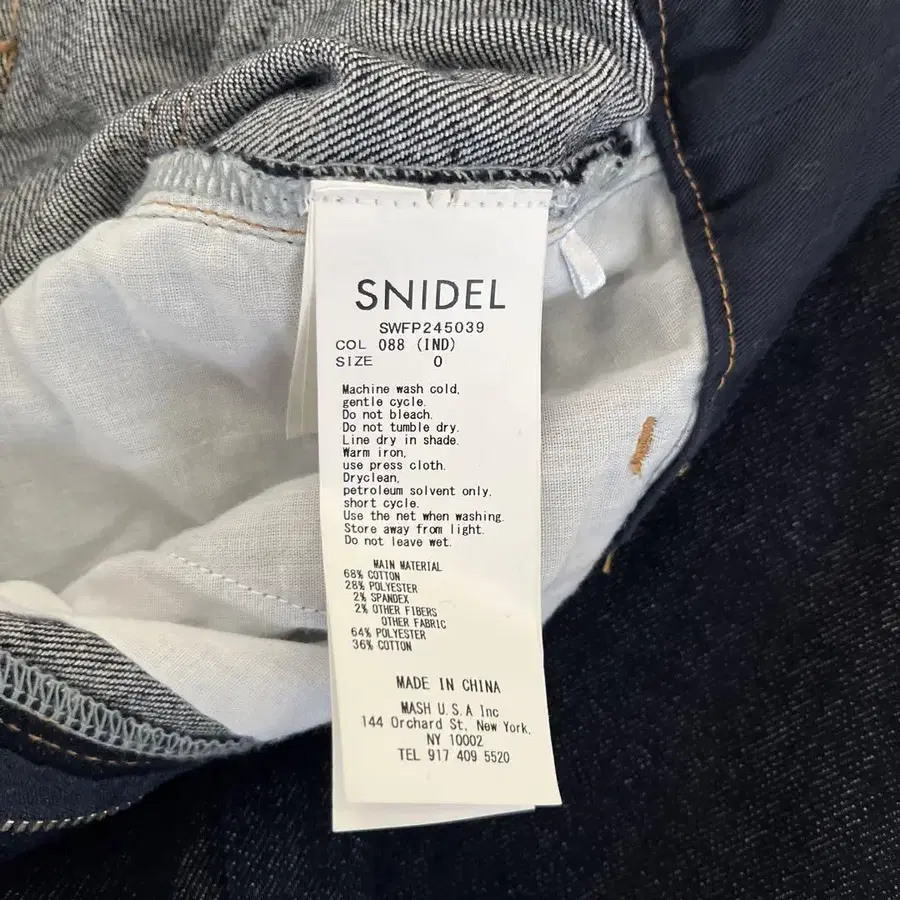 SNIDEL
SWFP245039
COL 088 (IND)
SIZE 0
Machine wash cold,
gentle cycle.
Do not bleach.
Do not tumble dry.
Line dry in shade.
Warm iron,
use press cloth.
Dryclean,
petroleum solvent only,
short cycle.
Use the net when washing.
Store away from light.
Do not leave wet.
MAIN MATERIAL
68% COTTON
28% POLYESTER
2% SPANDEX
2% OTHER FIBERS
OTHER FABRIC
64% POLYESTER
36% COTTON
MADE IN CHINA
MASH U.S.A Inc
144 Orchard St, New York,
NY 10002
TEL 917 409 5520